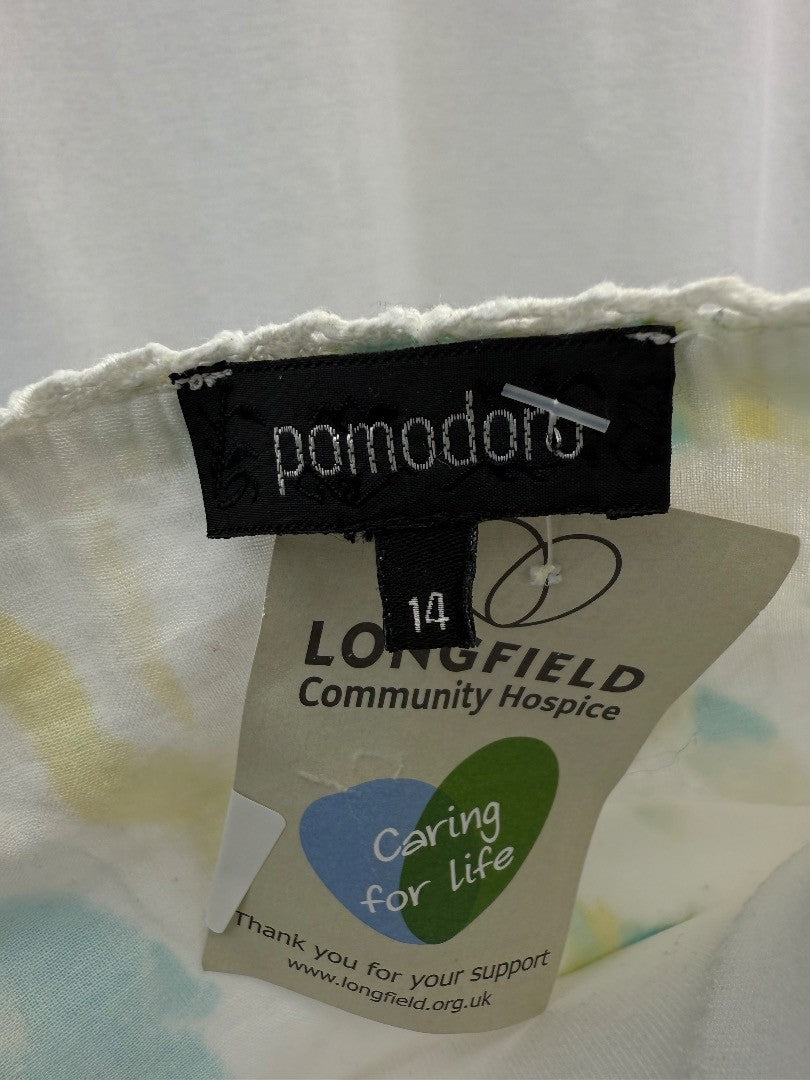 pomodoro
14
LONGFIELD
Community Hospice
Caring
for life
Thank you for your support
www.longfield.org.uk